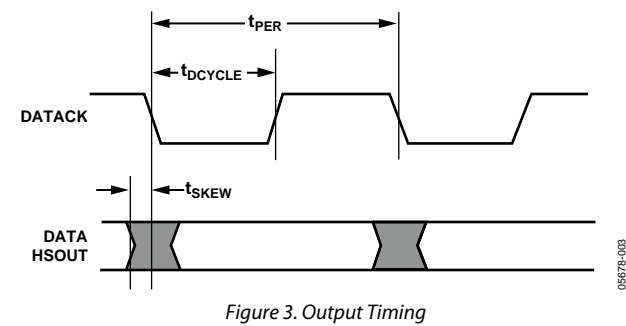 tPER
tDCYCLE
DATACK
tSKEW
DATA
HSOUT
05678-003
Figure 3. Output Timing